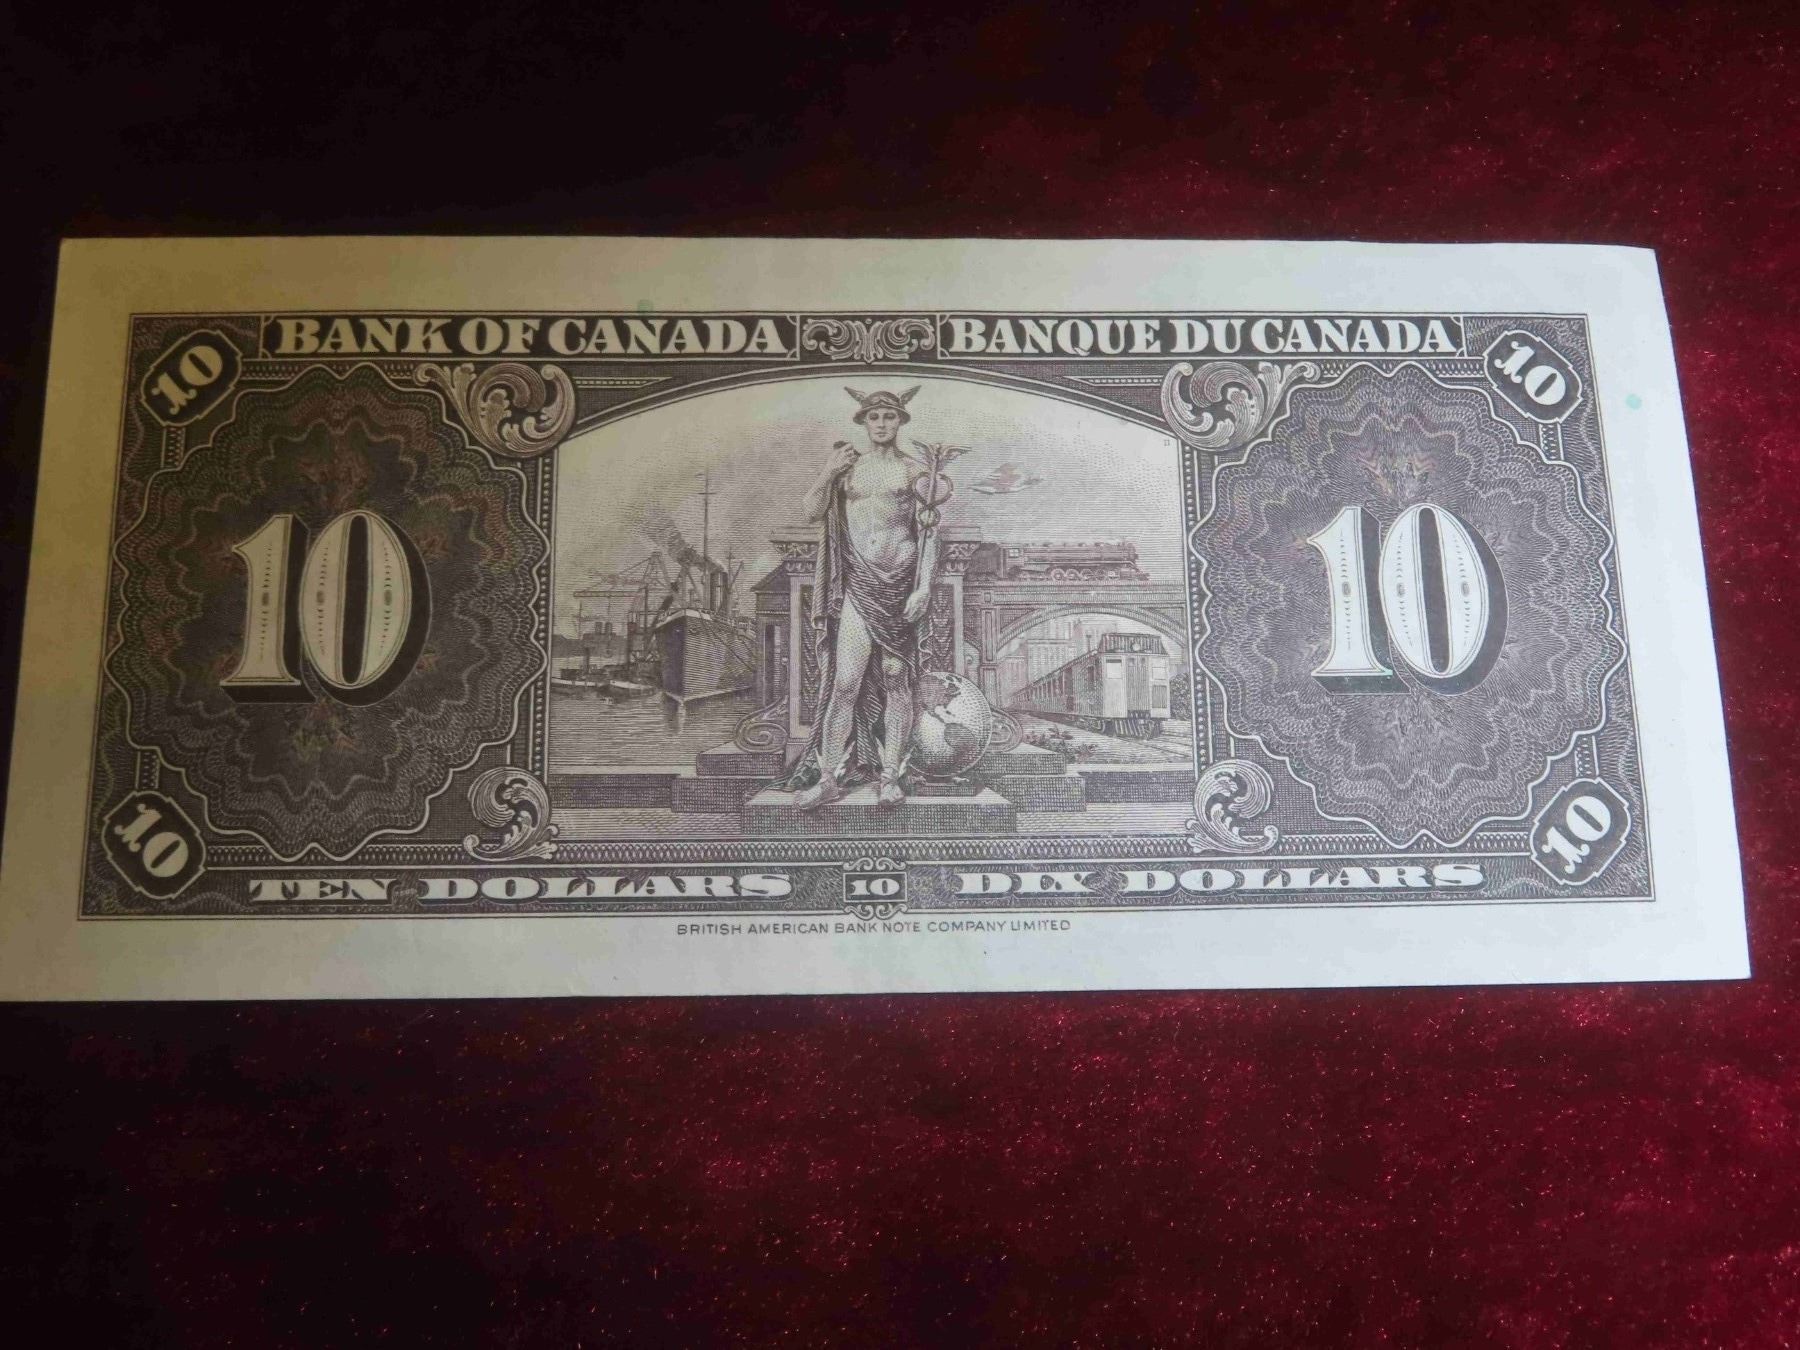 10 BANK OF CANADA BANQUE DU CANADA 10
11
10 10
10 TEN DOLLARS 10 DIX DOLLARS 10
BRITISH AMERICAN BANK NOTE COMPANY LIMITED